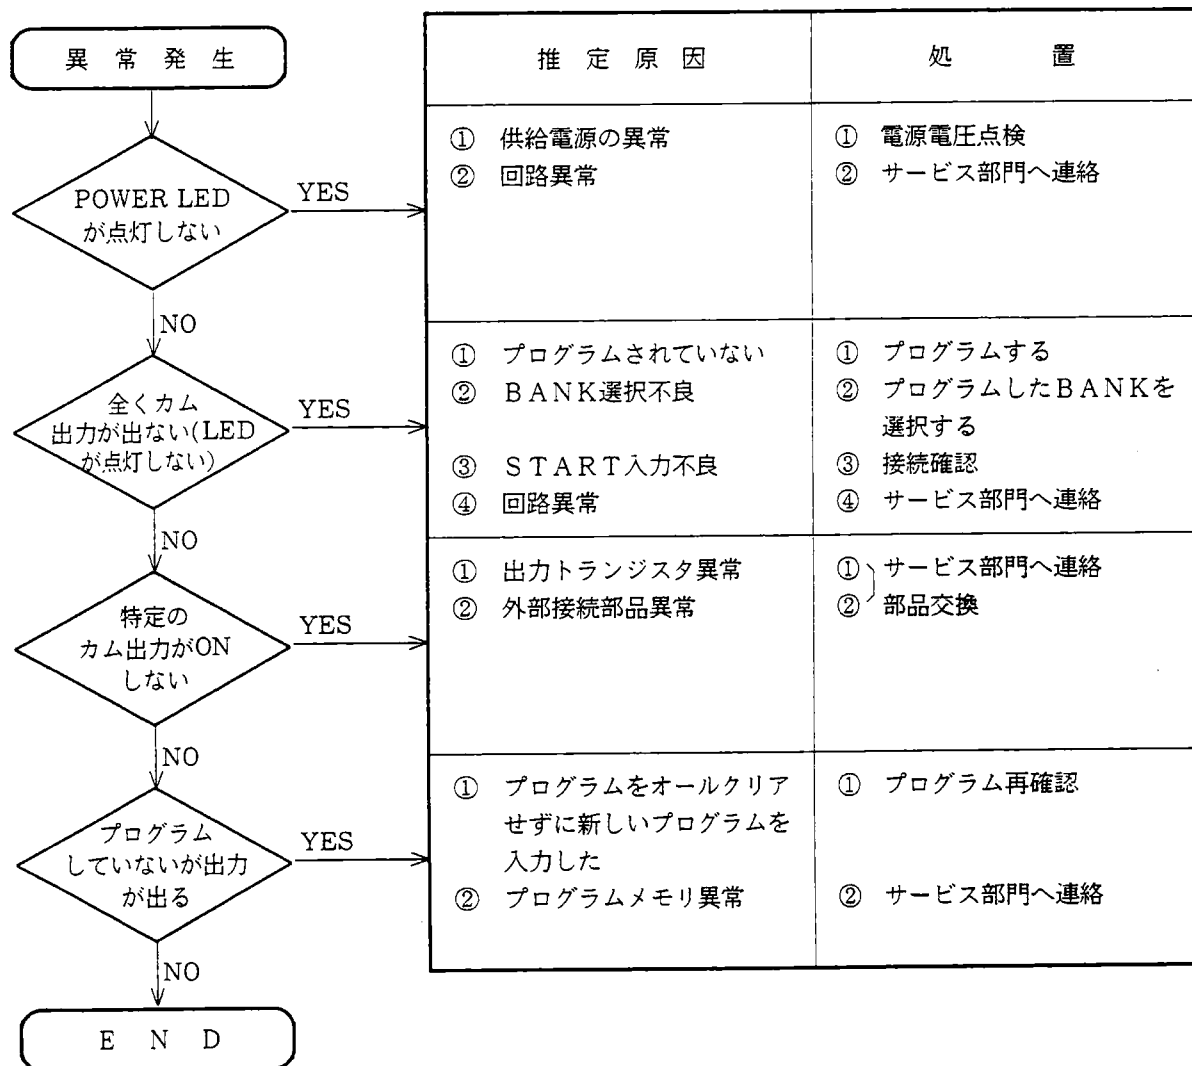 異常発生
推定原因
処置
POWER LED
が点灯しない
YES
① 供給電源の異常
② 回路異常
① 電源電圧点検
② サービス部門へ連絡
NO
全くカム
出力が出ない(LED
が点灯しない)
YES
① プログラムされていない
② BANK選択不良
③ START入力不良
④ 回路異常
① プログラムする
② プログラムしたBANKを
選択する
③ 接続確認
④ サービス部門へ連絡
NO
特定の
カム出力がON
しない
YES
① 出力トランジスタ異常
② 外部接続部品異常
① サービス部門へ連絡
② 部品交換
NO
プログラム
していないが出力
が出る
YES
① プログラムをオールクリア
せずに新しいプログラムを
入力した
② プログラムメモリ異常
① プログラム再確認
② サービス部門へ連絡
NO
END